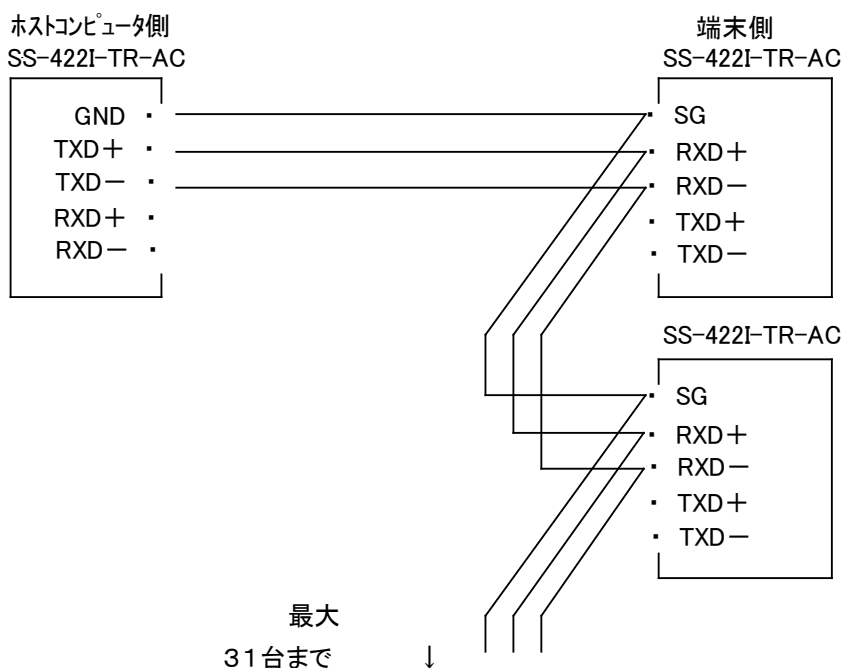 ホストコンピュータ側
SS-422I-TR-AC
GND
TXD＋
TXD－
RXD＋
RXD－
端末側
SS-422I-TR-AC
SG
RXD＋
RXD－
TXD＋
TXD－
SS-422I-TR-AC
SG
RXD＋
RXD－
TXD＋
TXD－
最大
３１台まで ↓